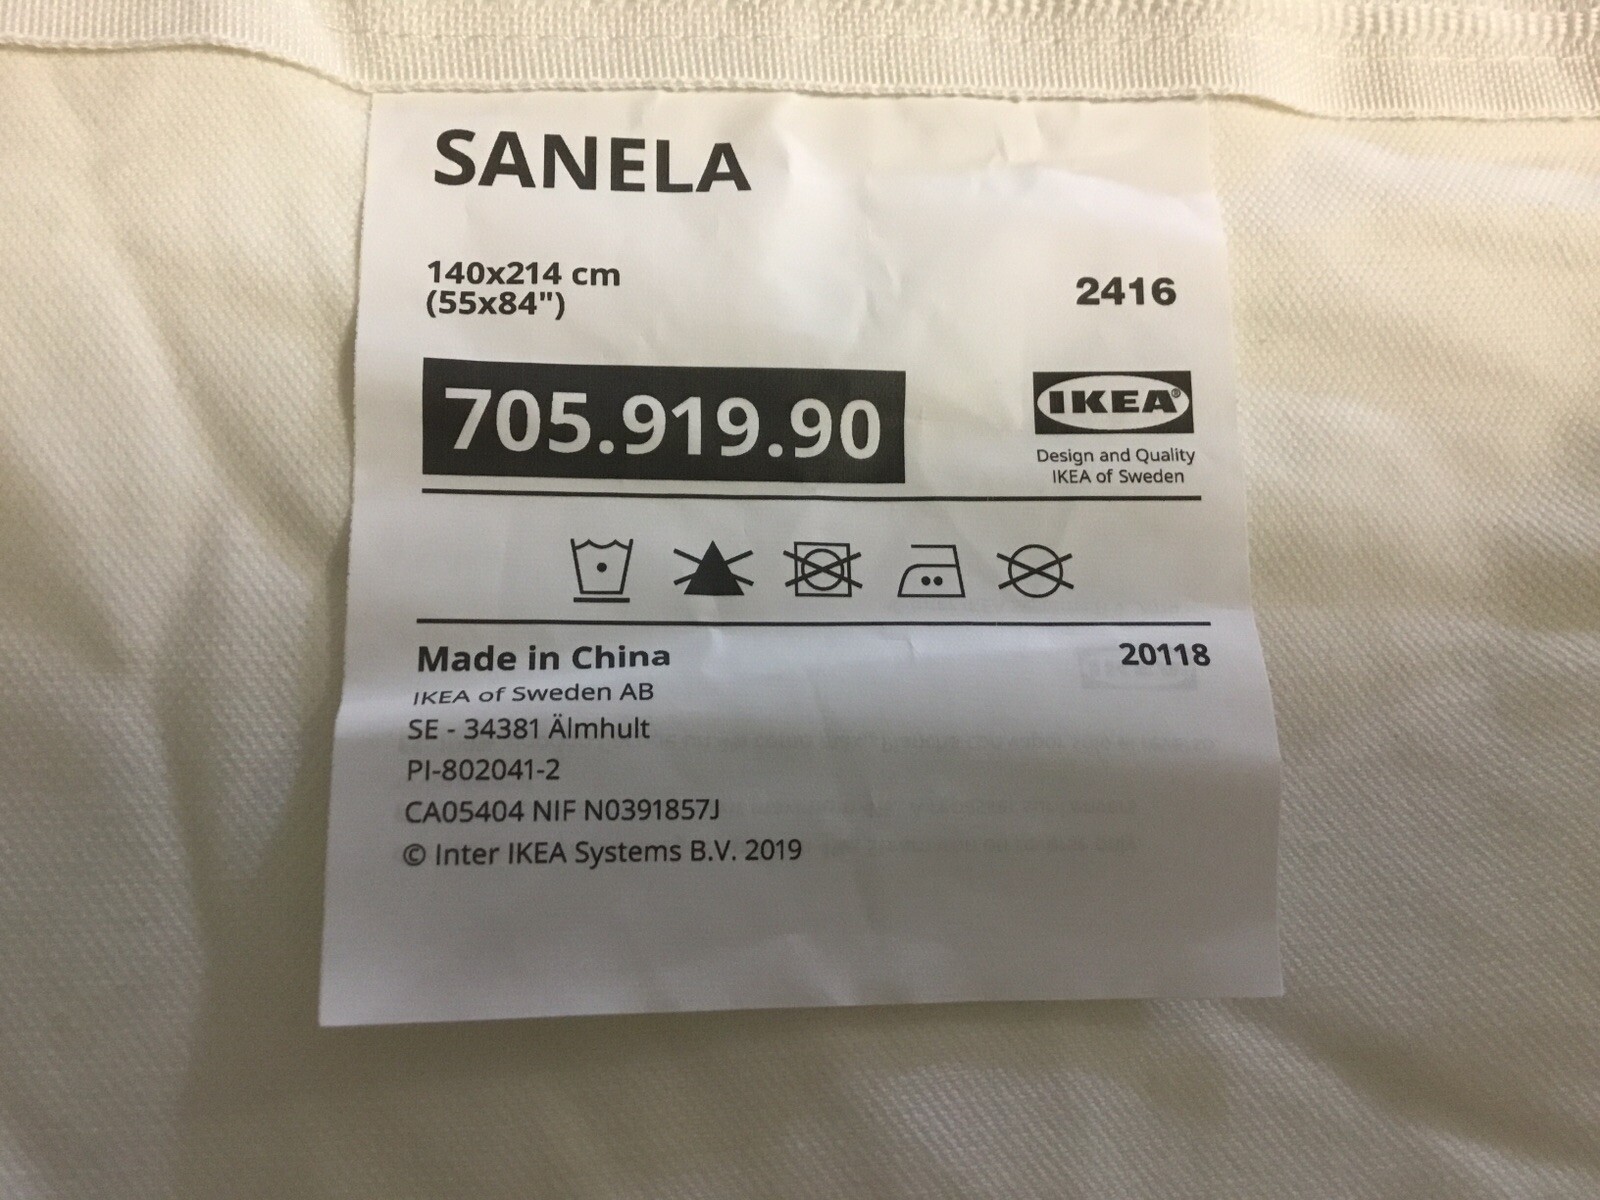 SANELA
140x214 cm
(55x84")
2416
705.919.90
IKEA®
Design and Quality
IKEA of Sweden
Made in China
20118
IKEA of Sweden AB
SE - 34381 Älmhult
PI-802041-2
CA05404 NIF N0391857J
© Inter IKEA Systems B.V. 2019